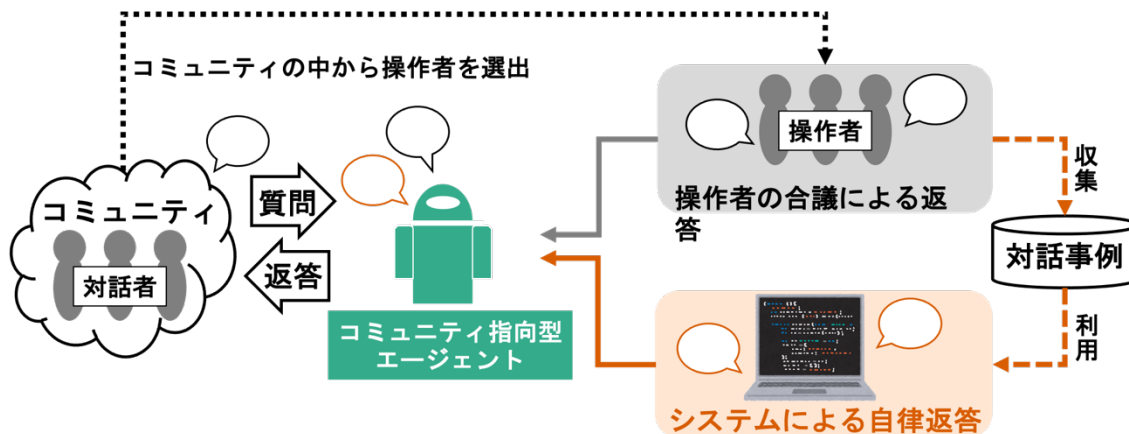 コミュニティの中から操作者を選出
コミュニティ
対話者
質問
返答
コミュニティ指向型
エージェント
操作者
操作者の合議による返
答
収集
対話事例
利用
システムによる自律返答